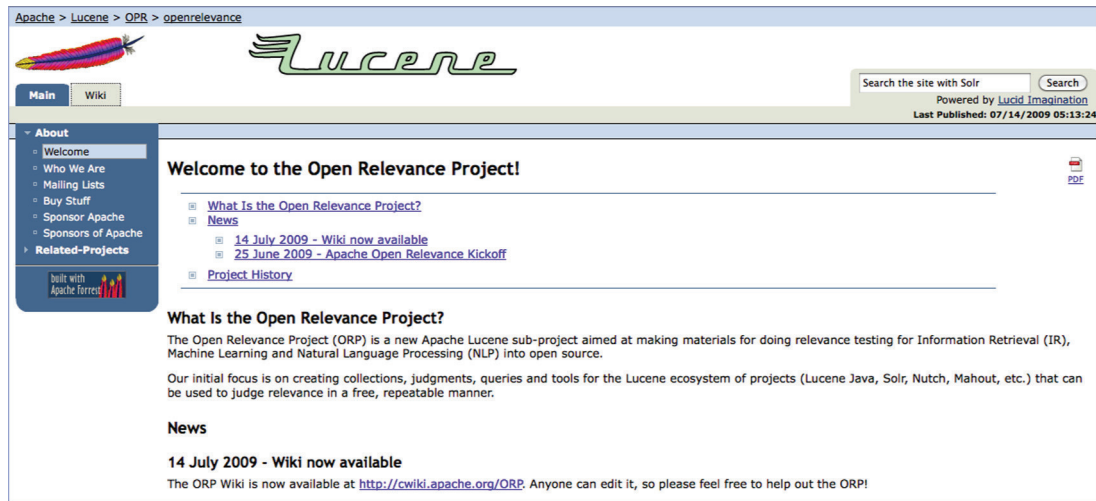 Apache > Lucene > OPR > openrelevance
Lucene
Main
Wiki
Search the site with Solr
Search
Powered by Lucid Imagination
Last Published: 07/14/2009 05:13:24
About
Welcome
Who We Are
Mailing Lists
Buy Stuff
Sponsor Apache
Sponsors of Apache
Related-Projects
built with
Apache Forrest
Welcome to the Open Relevance Project!
PDF
What Is the Open Relevance Project?
News
14 July 2009 - Wiki now available
25 June 2009 - Apache Open Relevance Kickoff
Project History
What Is the Open Relevance Project?
The Open Relevance Project (ORP) is a new Apache Lucene sub-project aimed at making materials for doing relevance testing for Information Retrieval (IR),
Machine Learning and Natural Language Processing (NLP) into open source.
Our initial focus is on creating collections, judgments, queries and tools for the Lucene ecosystem of projects (Lucene Java, Solr, Nutch, Mahout, etc.) that can
be used to judge relevance in a free, repeatable manner.
News
14 July 2009 - Wiki now available
The ORP Wiki is now available at http://cwiki.apache.org/ORP. Anyone can edit it, so please feel free to help out the ORP!